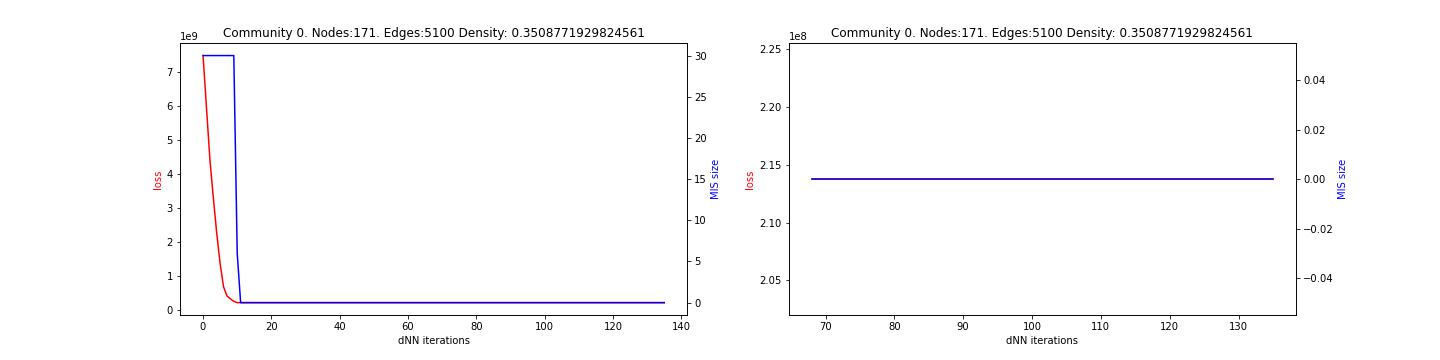 Community 0. Nodes:171. Edges:5100 Density: 0.3508771929824561
1e9
7
6
5
4
3
2
1
0
loss
30
25
20
15
10
5
0
MIS size
0 20 40 60 80 100 120 140
dNN iterations
Community 0. Nodes:171. Edges:5100 Density: 0.3508771929824561
1e8
2.25
2.20
2.15
2.10
2.05
loss
0.04
0.02
0.00
−0.02
−0.04
MIS size
70 80 90 100 110 120 130
dNN iterations